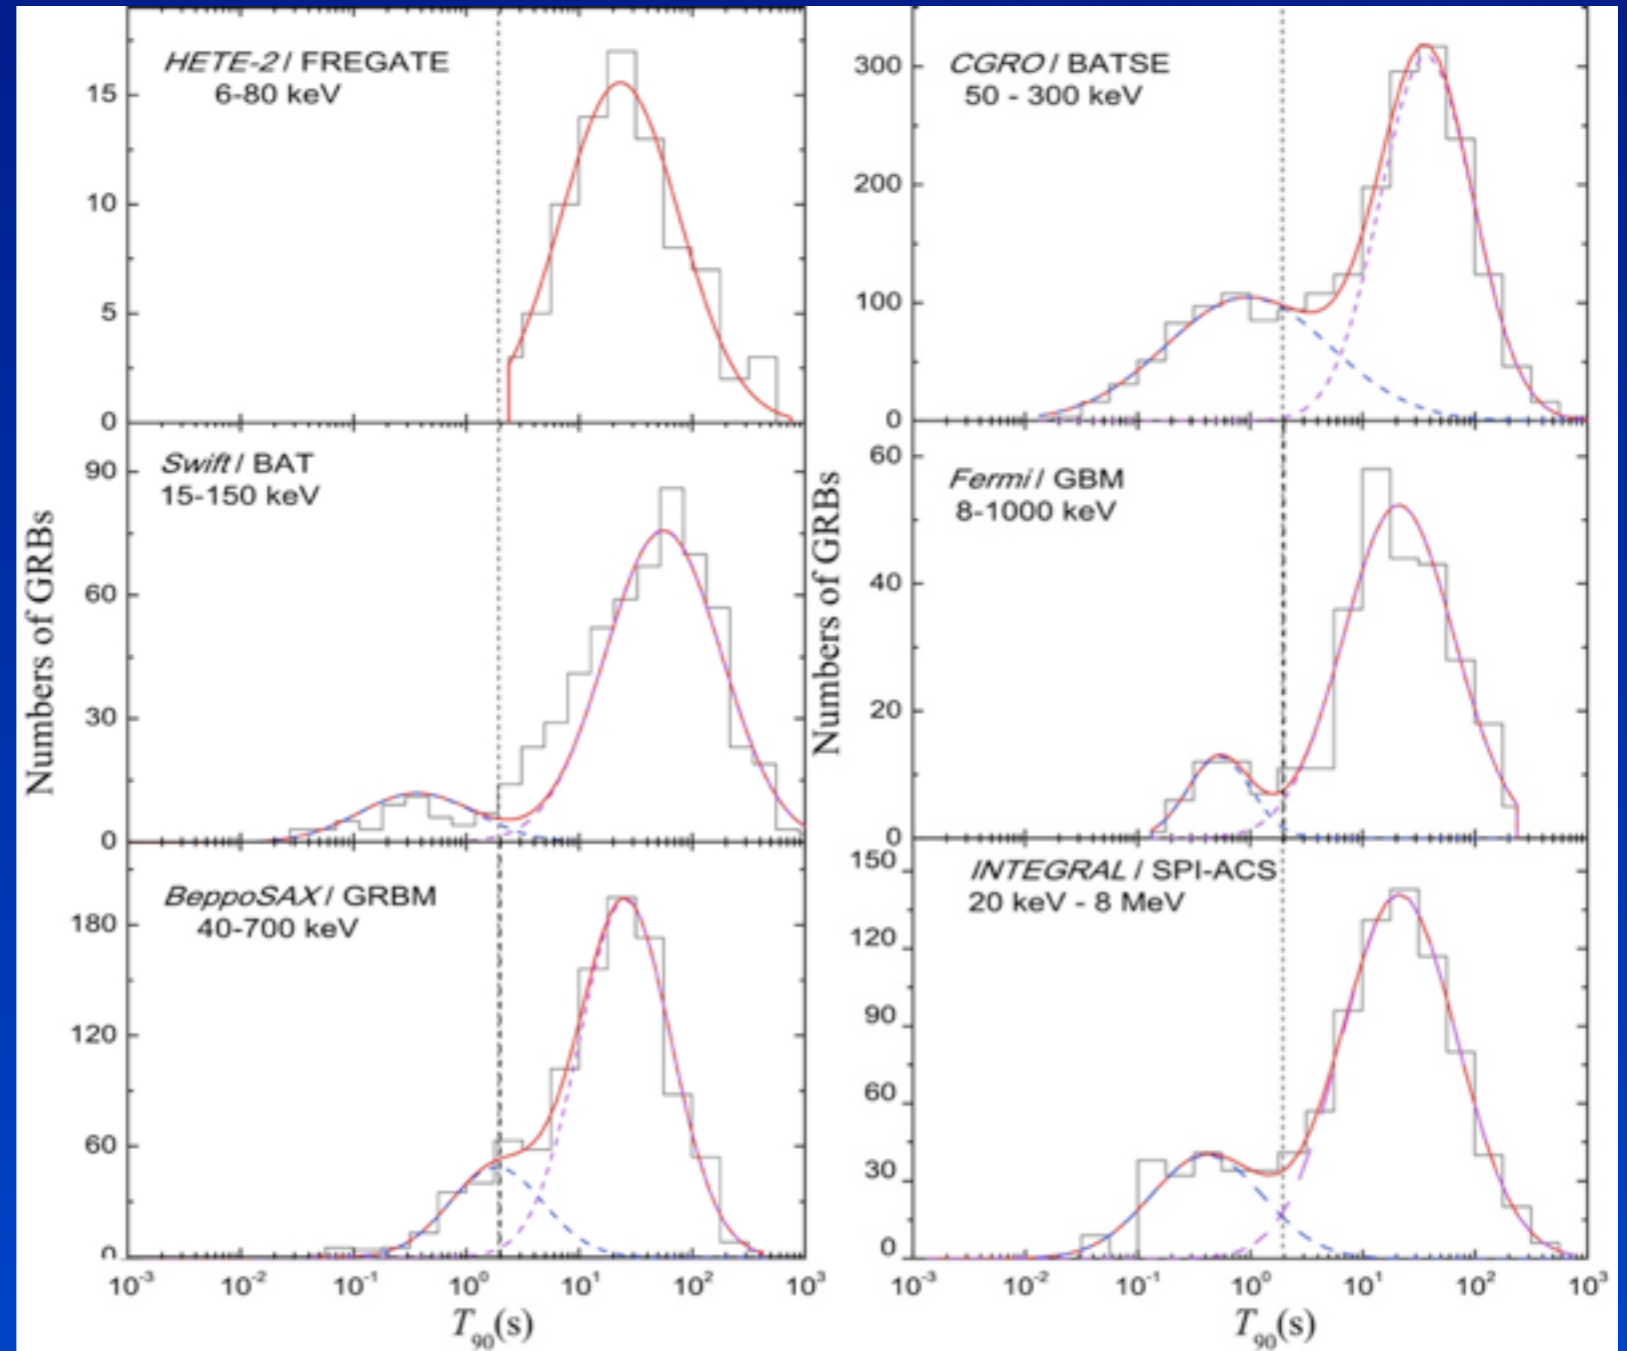 HETE-2 / FREGATE
6-80 keV
15
10
5
0
CGRO / BATSE
50 - 300 keV
300
200
100
0
Swift / BAT
15-150 keV
90
60
30
0
Fermi / GBM
8-1000 keV
60
40
20
0
Numbers of GRBs
Numbers of GRBs
BeppoSAX / GRBM
40-700 keV
180
120
60
0
INTEGRAL / SPI-ACS
20 keV - 8 MeV
150
120
90
60
30
0
10⁻³ 10⁻² 10⁻¹ 10⁰ 10¹ 10² 10³
T₉₀(s)
10⁻³ 10⁻² 10⁻¹ 10⁰ 10¹ 10² 10³
T₉₀(s)